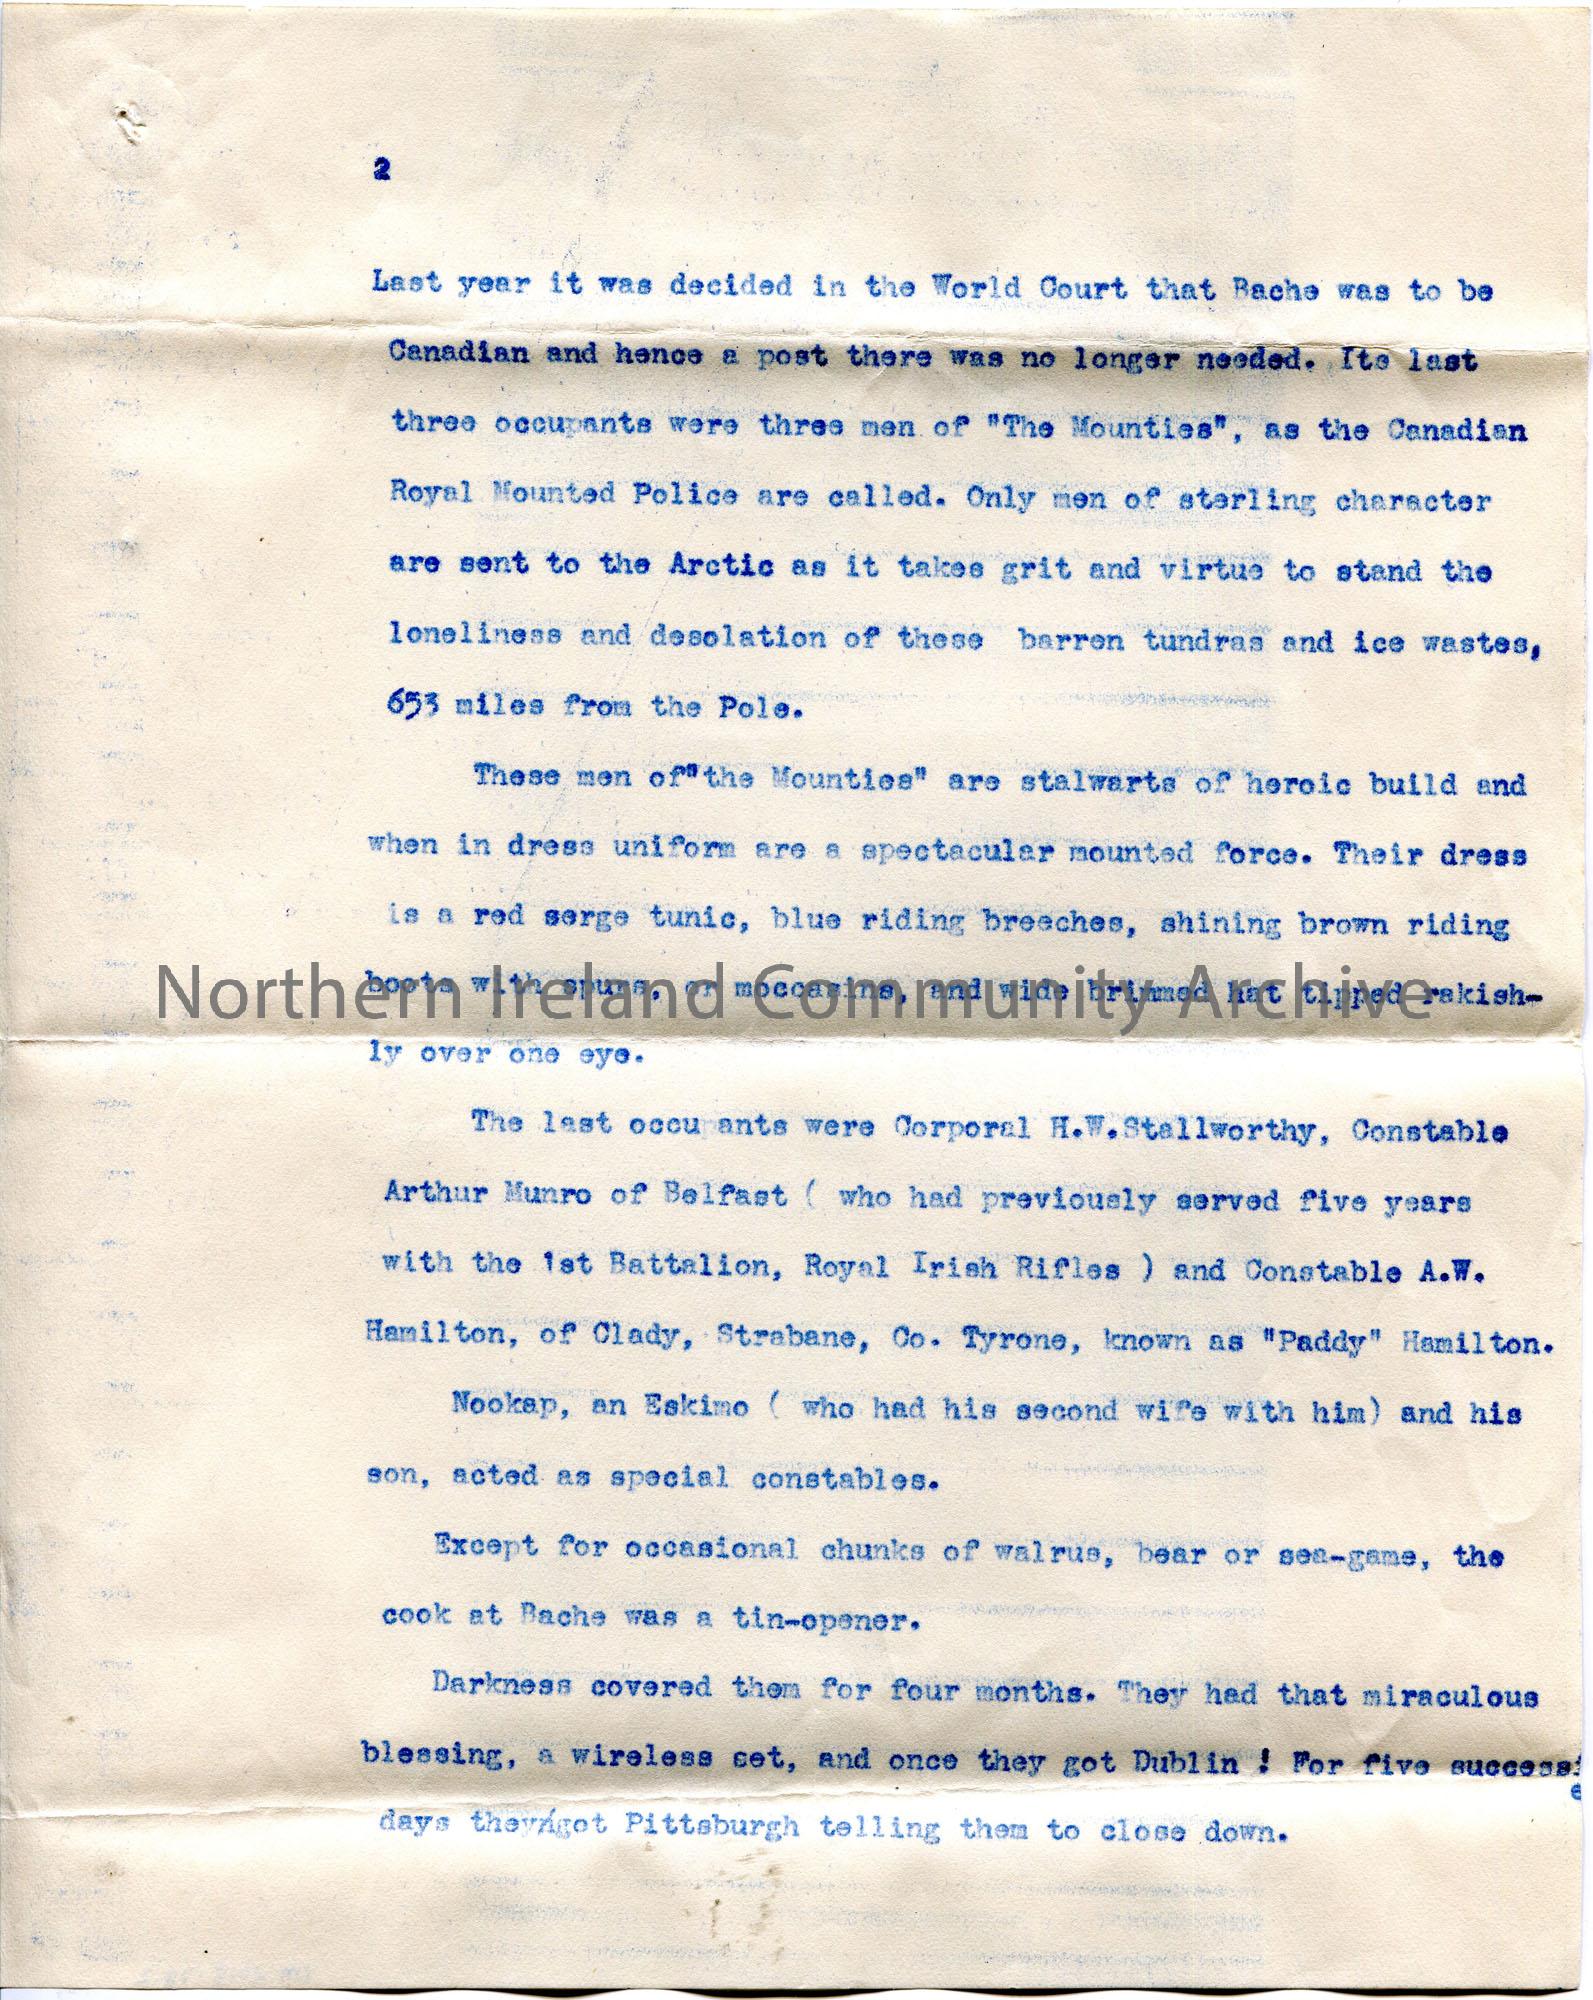 2
Last year it was decided in the World Court that Bache was to be
Canadian and hence a post there was no longer needed. Its last
three occupants were three men of "The Mounties", as the Canadian
Royal Mounted Police are called. Only men of sterling character
are sent to the Arctic as it takes grit and virtue to stand the
loneliness and desolation of these barren tundras and ice wastes,
653 miles from the Pole.
These men of"the Mounties" are stalwarts of heroic build and
when in dress uniform are a spectacular mounted force. Their dress
is a red serge tunic, blue riding breeches, shining brown riding
boots with spurs, or moccasins, and wide brimmed hat tipped rakish-
Northern Ireland Community Archive
ly over one eye.
The last occupants were Corporal H.W.Stallworthy, Constable
Arthur Munro of Belfast ( who had previously served five years
with the 1st Battalion, Royal Irish Rifles ) and Constable A.W.
Hamilton, of Clady, Strabane, Co. Tyrone, known as "Paddy" Hamilton.
Nookap, an Eskimo ( who had his second wife with him) and his
son, acted as special constables.
Except for occasional chunks of walrus, bear or sea-game, the
cook at Bache was a tin-opener.
Darkness covered them for four months. They had that miraculous
blessing, a wireless set, and once they got Dublin ! For five successi
days they got Pittsburgh telling them to close down.